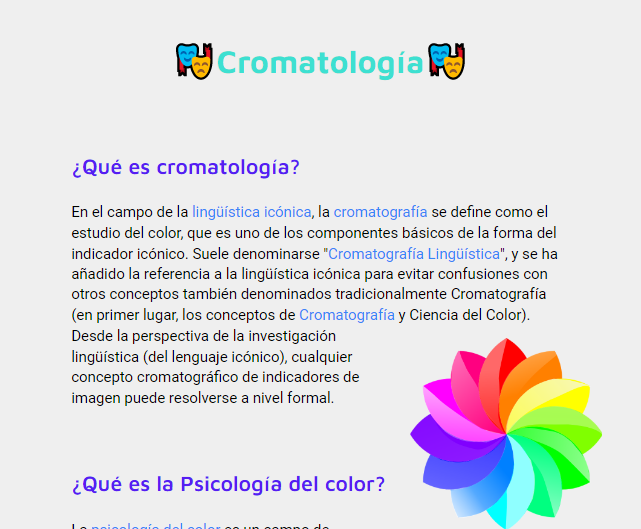 Cromatología
¿Qué es cromatología?
En el campo de la lingüística icónica, la cromatografía se define como el
estudio del color, que es uno de los componentes básicos de la forma del
indicador icónico. Suele denominarse "Cromatografía Lingüística", y se ha
añadido la referencia a la lingüística icónica para evitar confusiones con
otros conceptos también denominados tradicionalmente Cromatografía
(en primer lugar, los conceptos de Cromatografía y Ciencia del Color).
Desde la perspectiva de la investigación
lingüística (del lenguaje icónico), cualquier
concepto cromatográfico de indicadores de
imagen puede resolverse a nivel formal.
¿Qué es la Psicología del color?
La psicología del color es un campo de